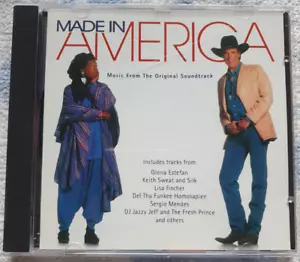 MADE IN
AMERICA
Music From The Original Soundtrack
includes tracks from
Gloria Estefan
Keith Sweat and Silk
Lisa Fischer
Del Tha Funkee Homosapien
Sergio Mendes
DJ Jazzy Jeff and The Fresh Prince
and others